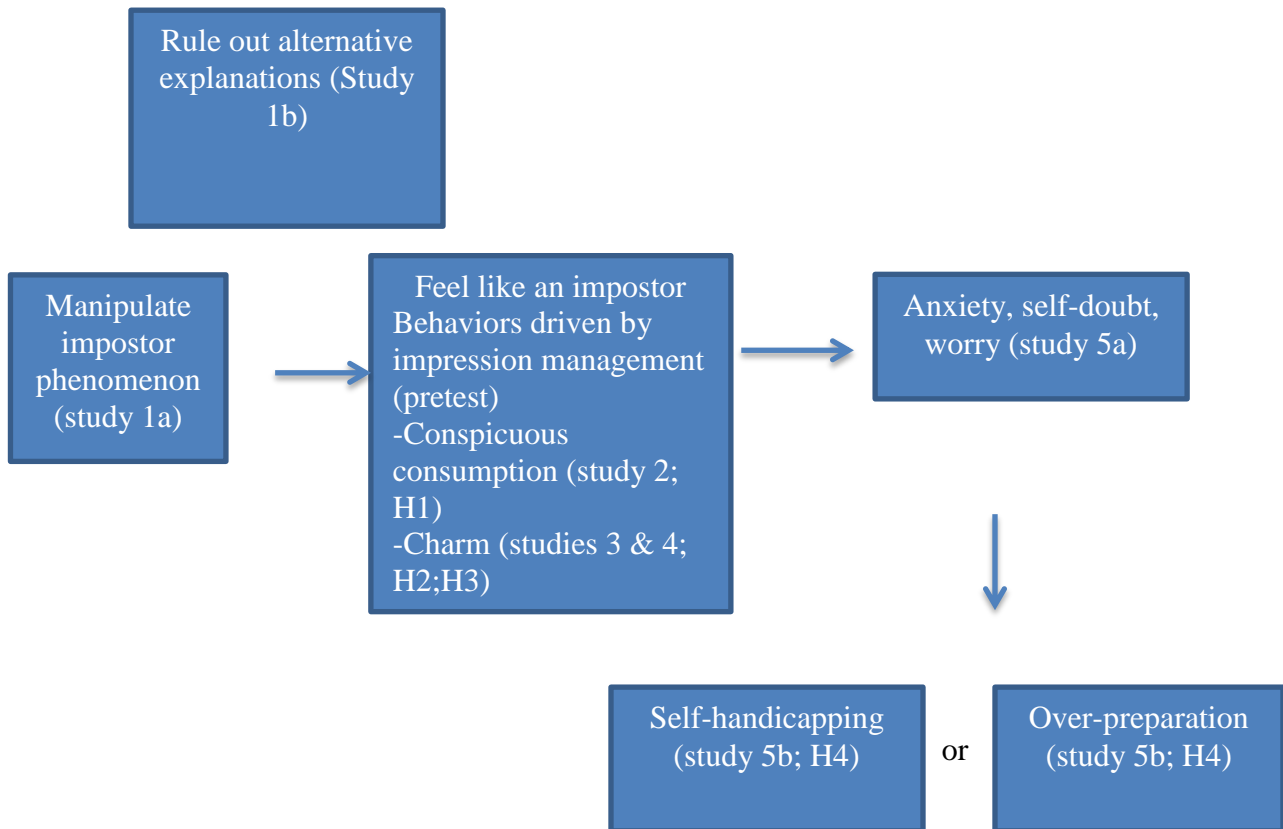 Rule out alternative
explanations (Study
1b)
Manipulate
impostor
phenomenon
(study 1a)
Feel like an impostor
Behaviors driven by
impression management
(pretest)
-Conspicuous
consumption (study 2;
H1)
-Charm (studies 3 & 4;
H2;H3)
Anxiety, self-doubt,
worry (study 5a)
Self-handicapping
(study 5b; H4)
or
Over-preparation
(study 5b; H4)